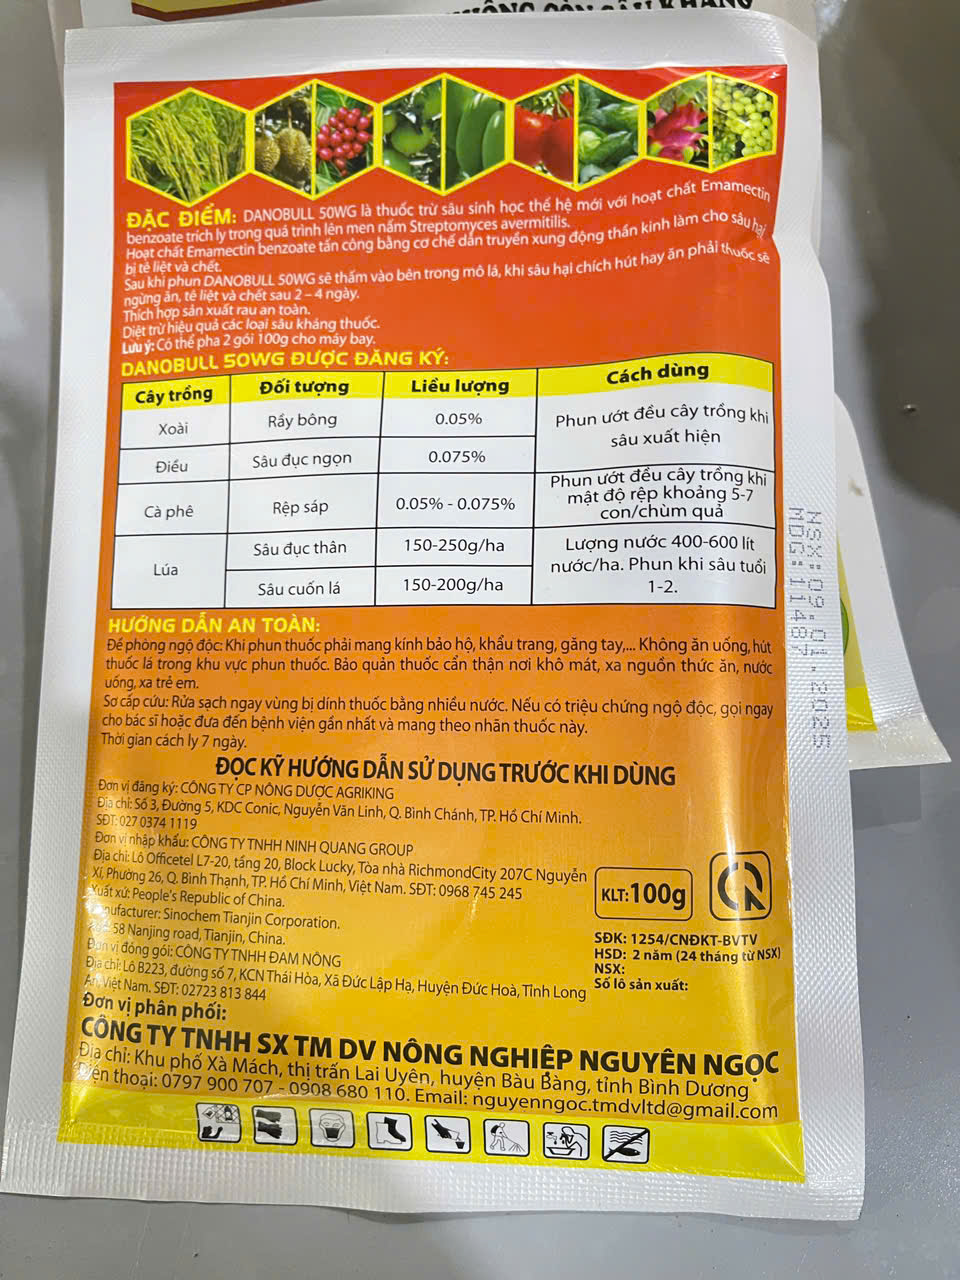 ĐẶC ĐIỂM: DANOBULL 50WG là thuốc trừ sâu sinh học thế hệ mới với hoạt chất Emamectin
benzoate trích ly trong quá trình lên men nấm Streptomyces avermitilis.
Hoạt chất Emamectin benzoate tấn công bằng cơ chế dẫn truyền xung động thần kinh làm cho sâu hại
bị tê liệt và chết.
Sau khi phun DANOBULL 50WG sẽ thấm vào bên trong mô lá, khi sâu hại chích hút hay ăn phải thuốc sẽ
ngừng ăn, tê liệt và chết sau 2 – 4 ngày.
Thích hợp sản xuất rau an toàn.
Diệt trừ hiệu quả các loại sâu kháng thuốc.
Lưu ý: Có thể pha 2 gói 100g cho máy bay.
DANOBULL 50WG ĐƯỢC ĐĂNG KÝ:
Cây trồng Đối tượng Liều lượng Cách dùng
Xoài Rầy bông 0.05% Phun ướt đều cây trồng khi
sâu xuất hiện
Điều Sâu đục ngọn 0.075%
Cà phê Rệp sáp 0.05% - 0.075% Phun ướt đều cây trồng khi
mật độ rệp khoảng 5-7
con/chùm quả
Lúa Sâu đục thân 150-250g/ha Lượng nước 400-600 lít
nước/ha. Phun khi sâu tuổi
1-2.
Sâu cuốn lá 150-200g/ha
HƯỚNG DẪN AN TOÀN:
Đề phòng ngộ độc: Khi phun thuốc phải mang kính bảo hộ, khẩu trang, găng tay,... Không ăn uống, hút
thuốc lá trong khu vực phun thuốc. Bảo quản thuốc cẩn thận nơi khô mát, xa nguồn thức ăn, nước
uống, xa trẻ em.
Sơ cấp cứu: Rửa sạch ngay vùng bị dính thuốc bằng nhiều nước. Nếu có triệu chứng ngộ độc, gọi ngay
cho bác sĩ hoặc đưa đến bệnh viện gần nhất và mang theo nhãn thuốc này.
Thời gian cách ly 7 ngày.
ĐỌC KỸ HƯỚNG DẪN SỬ DỤNG TRƯỚC KHI DÙNG
Đơn vị đăng ký: CÔNG TY CP NÔNG DƯỢC AGRIKING
Địa chỉ: Số 3, Đường 5, KDC Conic, Nguyễn Văn Linh, Q. Bình Chánh, TP. Hồ Chí Minh.
SĐT: 027 0374 1119
Đơn vị nhập khẩu: CÔNG TY TNHH NINH QUANG GROUP
Địa chỉ: Lô Officetel L7-20, tầng 20, Block Lucky, Tòa nhà RichmondCity 207C Nguyễn
Xí, Phường 26, Q. Bình Thạnh, TP. Hồ Chí Minh, Việt Nam. SĐT: 0968 745 245
Xuất xứ: People's Republic of China.
Manufacturer: Sinochem Tianjin Corporation.
58 Nanjing road, Tianjin, China.
Đơn vị đóng gói: CÔNG TY TNHH ĐAM NÔNG
Địa chỉ: Lô B223, đường số 7, KCN Thái Hòa, Xã Đức Lập Hạ, Huyện Đức Hoà, Tỉnh Long
An, Việt Nam. SĐT: 02723 813 844
KLT: 100g
SĐK: 1254/CNĐKT-BVTV
HSD: 2 năm (24 tháng từ NSX)
NSX:
Số lô sản xuất:
Đơn vị phân phối:
CÔNG TY TNHH SX TM DV NÔNG NGHIỆP NGUYÊN NGỌC
Địa chỉ: Khu phố Xà Mách, thị trấn Lai Uyên, huyện Bàu Bàng, tỉnh Bình Dương
Điện thoại: 0797 900 707 - 0908 680 110. Email: nguyenngoc.tmdvltd@gmail.com
NSX:09.01.2025
MDG:11487